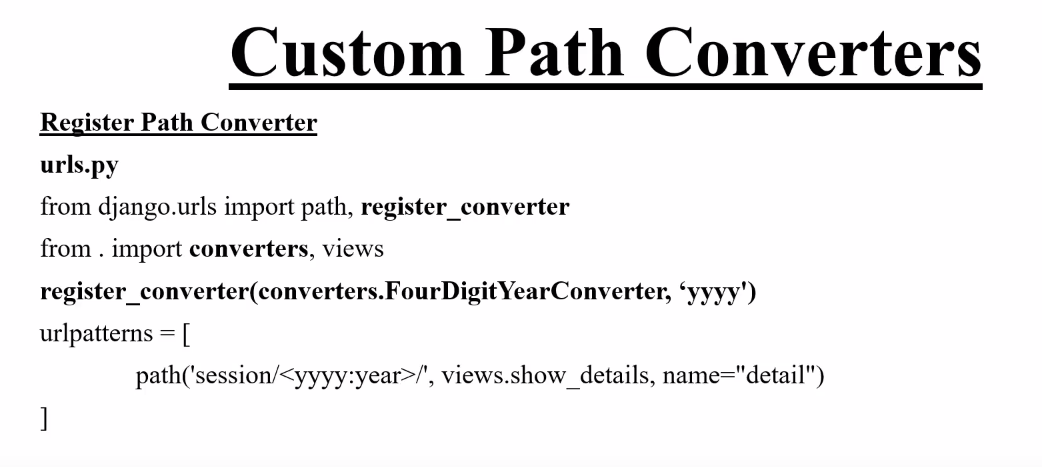 Custom Path Converters
Register Path Converter
urls.py
from django.urls import path, register_converter
from . import converters, views
register_converter(converters.FourDigitYearConverter, ‘yyyy')
urlpatterns = [
path('session/<yyyy:year>/', views.show_details, name="detail")
]